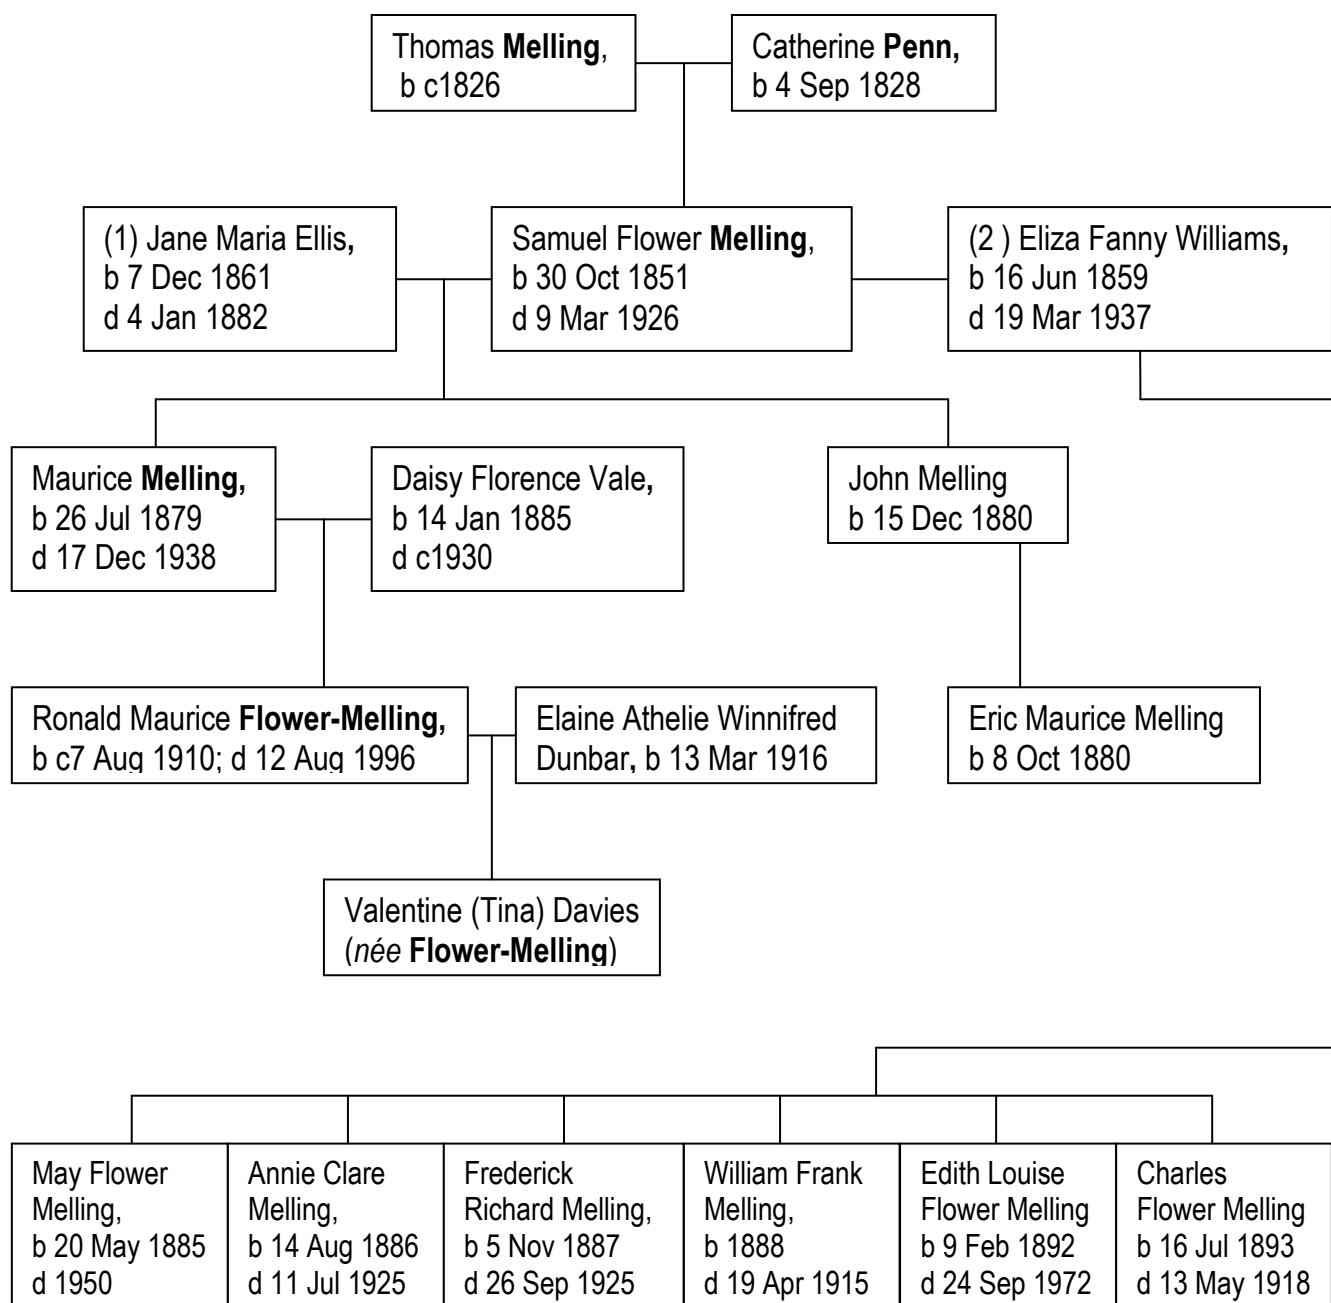 Thomas Melling,
b c1826
Catherine Penn,
b 4 Sep 1828
(1) Jane Maria Ellis,
b 7 Dec 1861
d 4 Jan 1882
Samuel Flower Melling,
b 30 Oct 1851
d 9 Mar 1926
(2 ) Eliza Fanny Williams,
b 16 Jun 1859
d 19 Mar 1937
Maurice Melling,
b 26 Jul 1879
d 17 Dec 1938
Daisy Florence Vale,
b 14 Jan 1885
d c1930
John Melling
b 15 Dec 1880
Ronald Maurice Flower-Melling,
b c7 Aug 1910; d 12 Aug 1996
Elaine Athelie Winnifred
Dunbar, b 13 Mar 1916
Eric Maurice Melling
b 8 Oct 1880
Valentine (Tina) Davies
(née Flower-Melling)
May Flower
Melling,
b 20 May 1885
d 1950
Annie Clare
Melling,
b 14 Aug 1886
d 11 Jul 1925
Frederick
Richard Melling,
b 5 Nov 1887
d 26 Sep 1925
William Frank
Melling,
b 1888
d 19 Apr 1915
Edith Louise
Flower Melling
b 9 Feb 1892
d 24 Sep 1972
Charles
Flower Melling
b 16 Jul 1893
d 13 May 1918